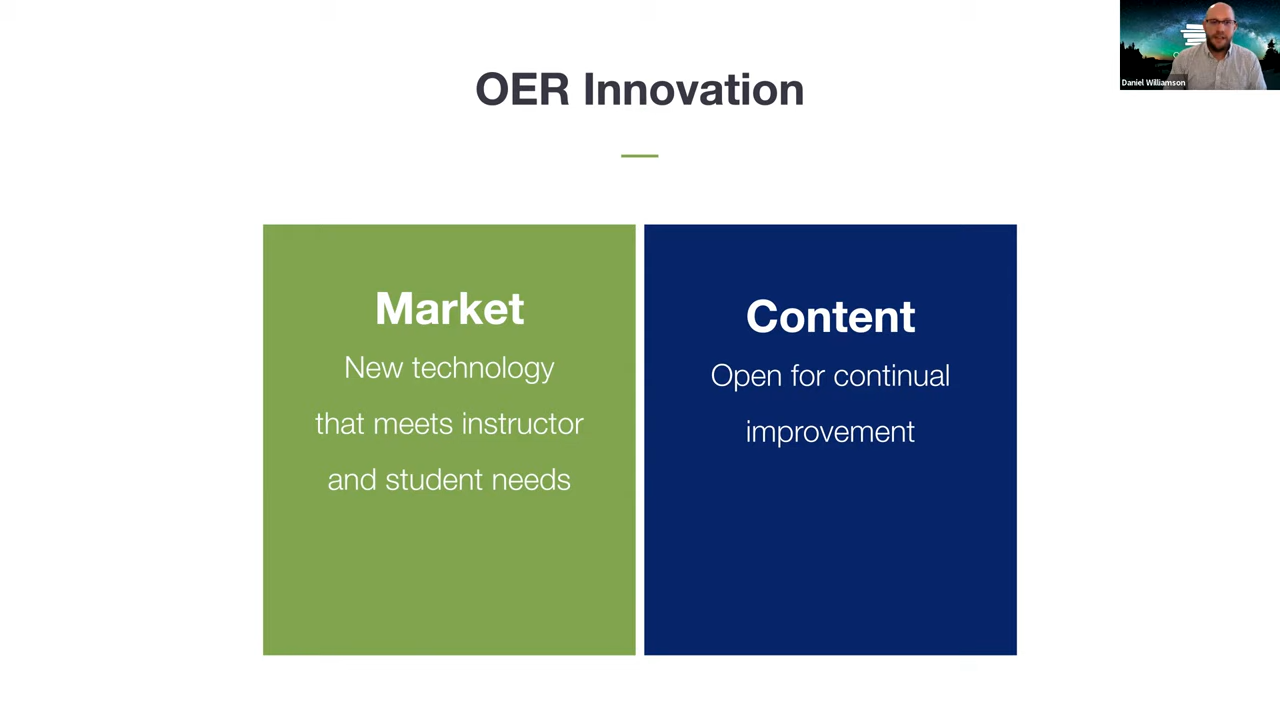 OER Innovation
Market
New technology
that meets instructor
and student needs
Content
Open for continual
improvement
Daniel Williamson